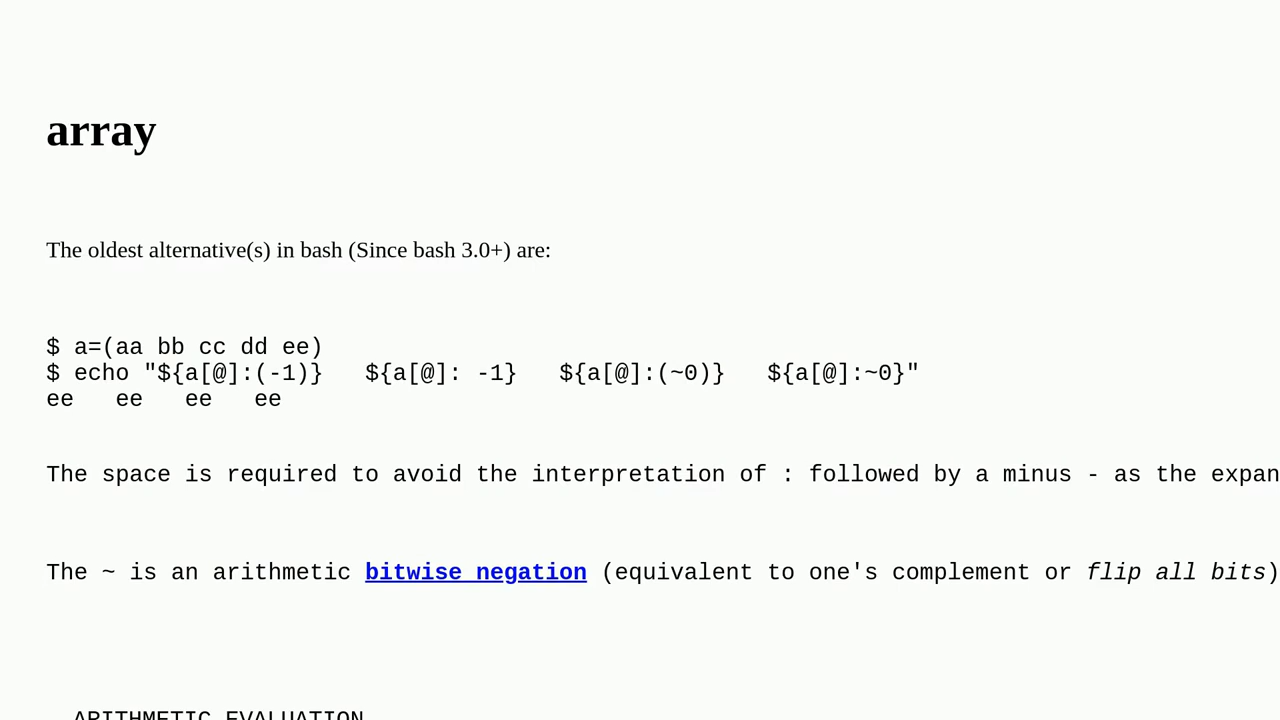 array
The oldest alternative(s) in bash (Since bash 3.0+) are:
$ a=(aa bb cc dd ee)
$ echo "${a[@]:(-1)}   ${a[@]: -1}   ${a[@]:(~0)}   ${a[@]:~0}"
ee   ee   ee   ee
The space is required to avoid the interpretation of : followed by a minus - as the expan
The ~ is an arithmetic bitwise negation (equivalent to one's complement or flip all bits)
ARITHMETIC EVALUATION